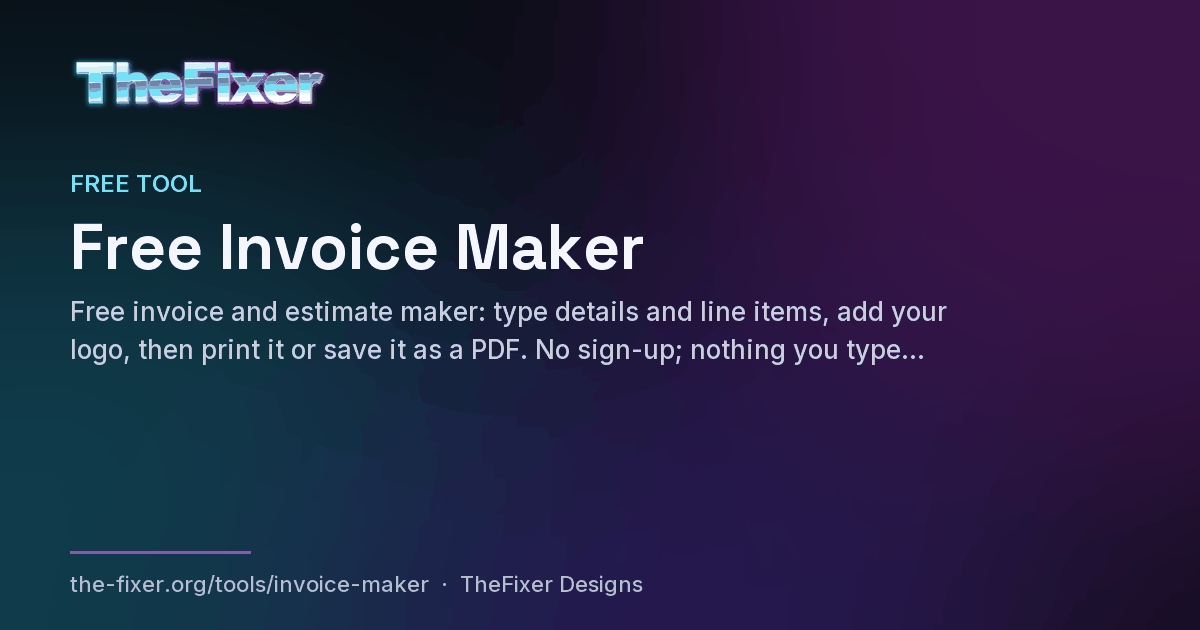 TheFixer
FREE TOOL
Free Invoice Maker
Free invoice and estimate maker: type details and line items, add your
logo, then print it or save it as a PDF. No sign-up; nothing you type...
the-fixer.org/tools/invoice-maker · TheFixer Designs